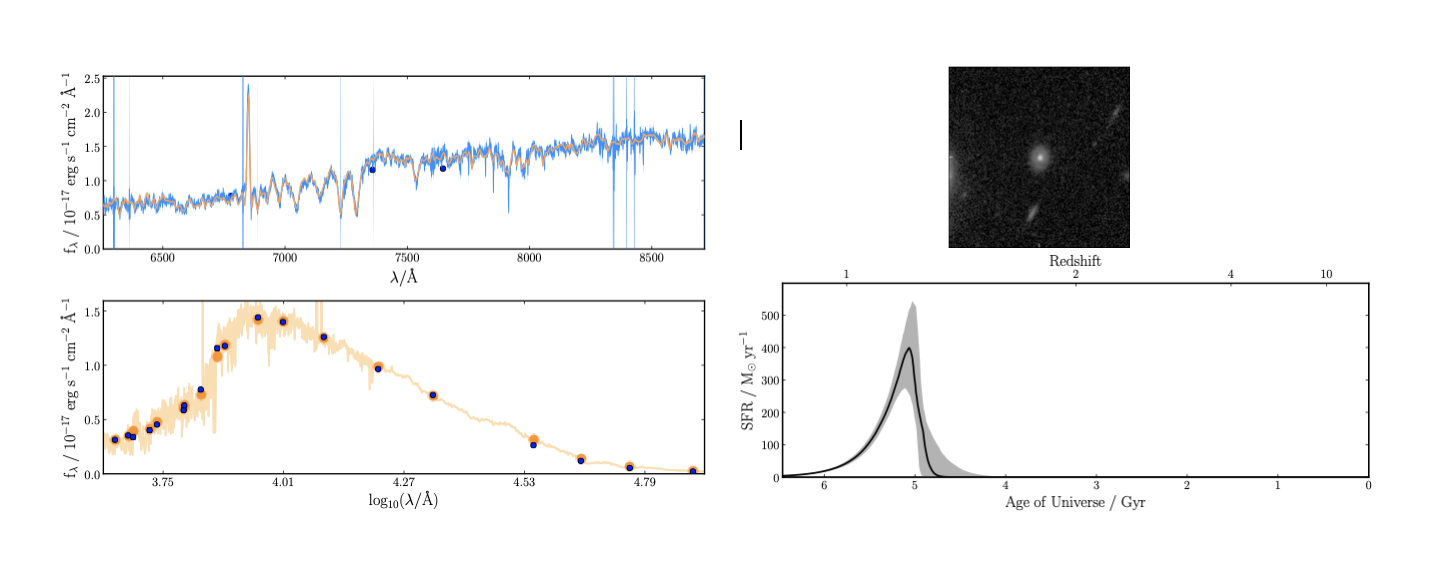 f_λ / 10⁻¹⁷ erg s⁻¹ cm⁻² Å⁻¹
2.5
2.0
1.5
1.0
0.5
0.0
6500 7000 7500 8000 8500
λ/Å
f_λ / 10⁻¹⁷ erg s⁻¹ cm⁻² Å⁻¹
1.5
1.0
0.5
0.0
3.75 4.01 4.27 4.53 4.79
log₁₀(λ/Å)
Redshift
1 2 4 10
SFR / M_⊙ yr⁻¹
500
400
300
200
100
0
6 5 4 3 2 1 0
Age of Universe / Gyr